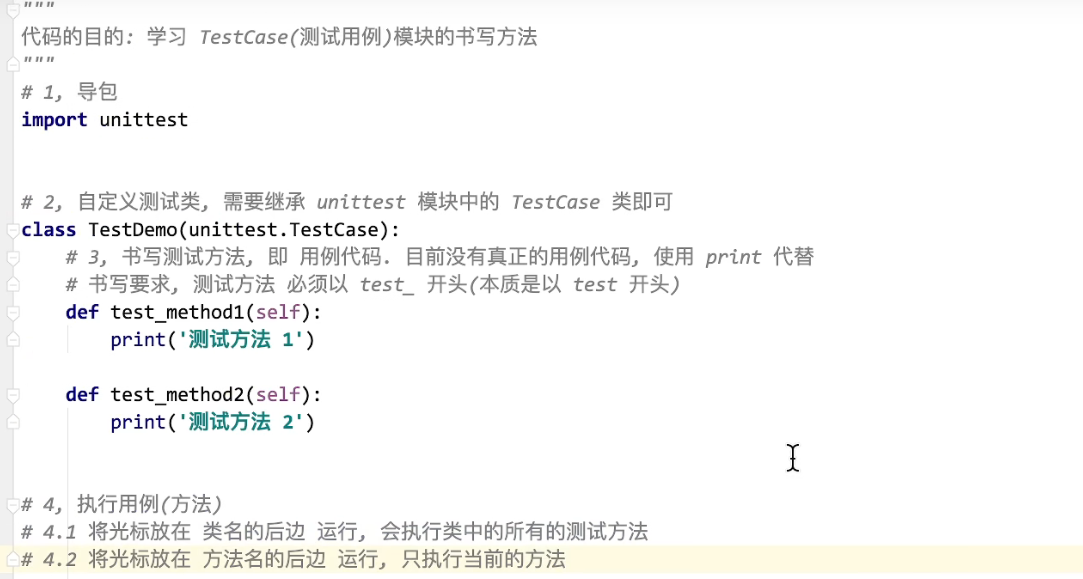 """
代码的目的: 学习 TestCase(测试用例)模块的书写方法
"""
# 1, 导包
import unittest
# 2, 自定义测试类, 需要继承 unittest 模块中的 TestCase 类即可
class TestDemo(unittest.TestCase):
# 3, 书写测试方法, 即 用例代码. 目前没有真正的用例代码, 使用 print 代替
# 书写要求, 测试方法 必须以 test_ 开头(本质是以 test 开头)
def test_method1(self):
print('测试方法 1')
def test_method2(self):
print('测试方法 2')
# 4, 执行用例(方法)
# 4.1 将光标放在 类名的后边 运行, 会执行类中的所有的测试方法
# 4.2 将光标放在 方法名的后边 运行, 只执行当前的方法